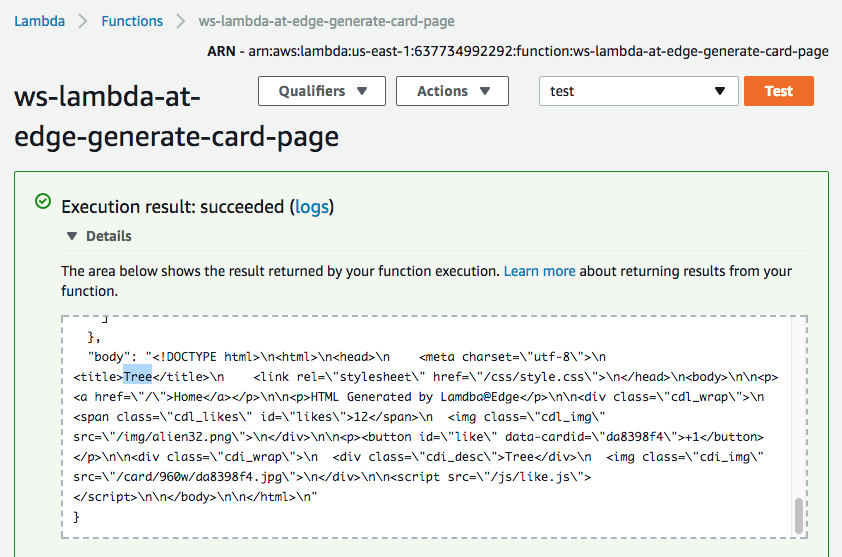 Lambda > Functions > ws-lambda-at-edge-generate-card-page
ARN - arn:aws:lambda:us-east-1:637734992292:function:ws-lambda-at-edge-generate-card-page
ws-lambda-at-
edge-generate-card-page
Qualifiers Actions test Test
Execution result: succeeded (logs)
Details
The area below shows the result returned by your function execution. Learn more about returning results from your
function.
]
},
"body": "<!DOCTYPE html>\n<html>\n<head>\n    <meta charset=\"utf-8\">\n
<title>Tree</title>\n    <link rel=\"stylesheet\" href=\"/css/style.css\">\n</head>\n<body>\n\n<p>
<a href=\"/\">Home</a></p>\n\n<p>HTML Generated by Lamdba@Edge</p>\n\n<div class=\"cdl_wrap\">\n
<span class=\"cdl_likes\" id=\"likes\">12</span>\n  <img class=\"cdl_img\"
src=\"/img/alien32.png\">\n</div>\n\n<p><button id=\"like\" data-cardid=\"da8398f4\">+1</button>
</p>\n\n<div class=\"cdi_wrap\">\n  <div class=\"cdi_desc\">Tree</div>\n  <img class=\"cdi_img\"
src=\"/card/960w/da8398f4.jpg\">\n</div>\n\n<script src=\"/js/like.js\">
</script>\n\n</body>\n\n</html>\n"
}